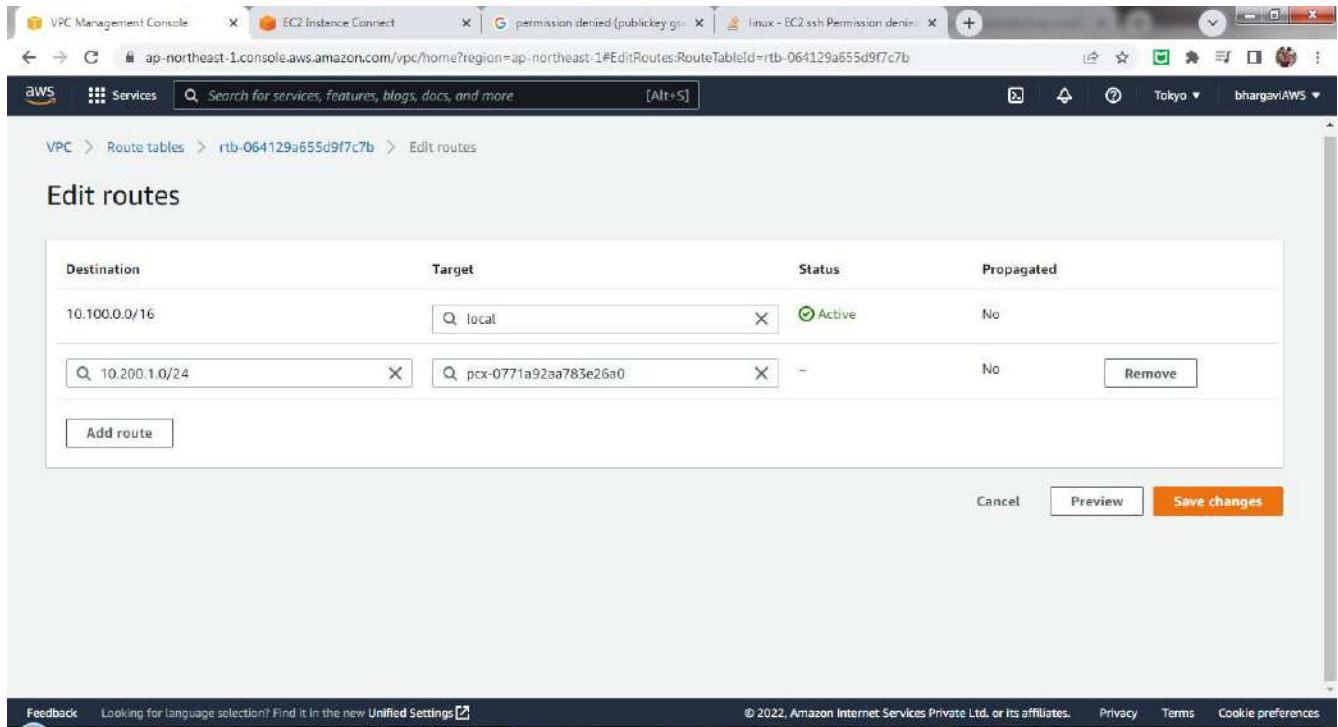 VPC Management Console
EC2 Instance Connect
permission denied (publickey
linux - EC2 ssh Permission denie
ap-northeast-1.console.aws.amazon.com/vpc/home?region=ap-northeast-1#EditRoutes:RouteTableId=rtb-064129a655d9f7c7b
aws Services Search for services, features, blogs, docs, and more [Alt+S] Tokyo bhargaviAWS
VPC > Route tables > rtb-064129a655d9f7c7b > Edit routes
Edit routes
Destination Target Status Propagated
10.100.0.0/16 local Active No
10.200.1.0/24 pcx-0771a92aa783e26a0 – No Remove
Add route
Cancel Preview Save changes
Feedback Looking for language selection? Find it in the new Unified Settings © 2022, Amazon Internet Services Private Ltd. or its affiliates. Privacy Terms Cookie preferences